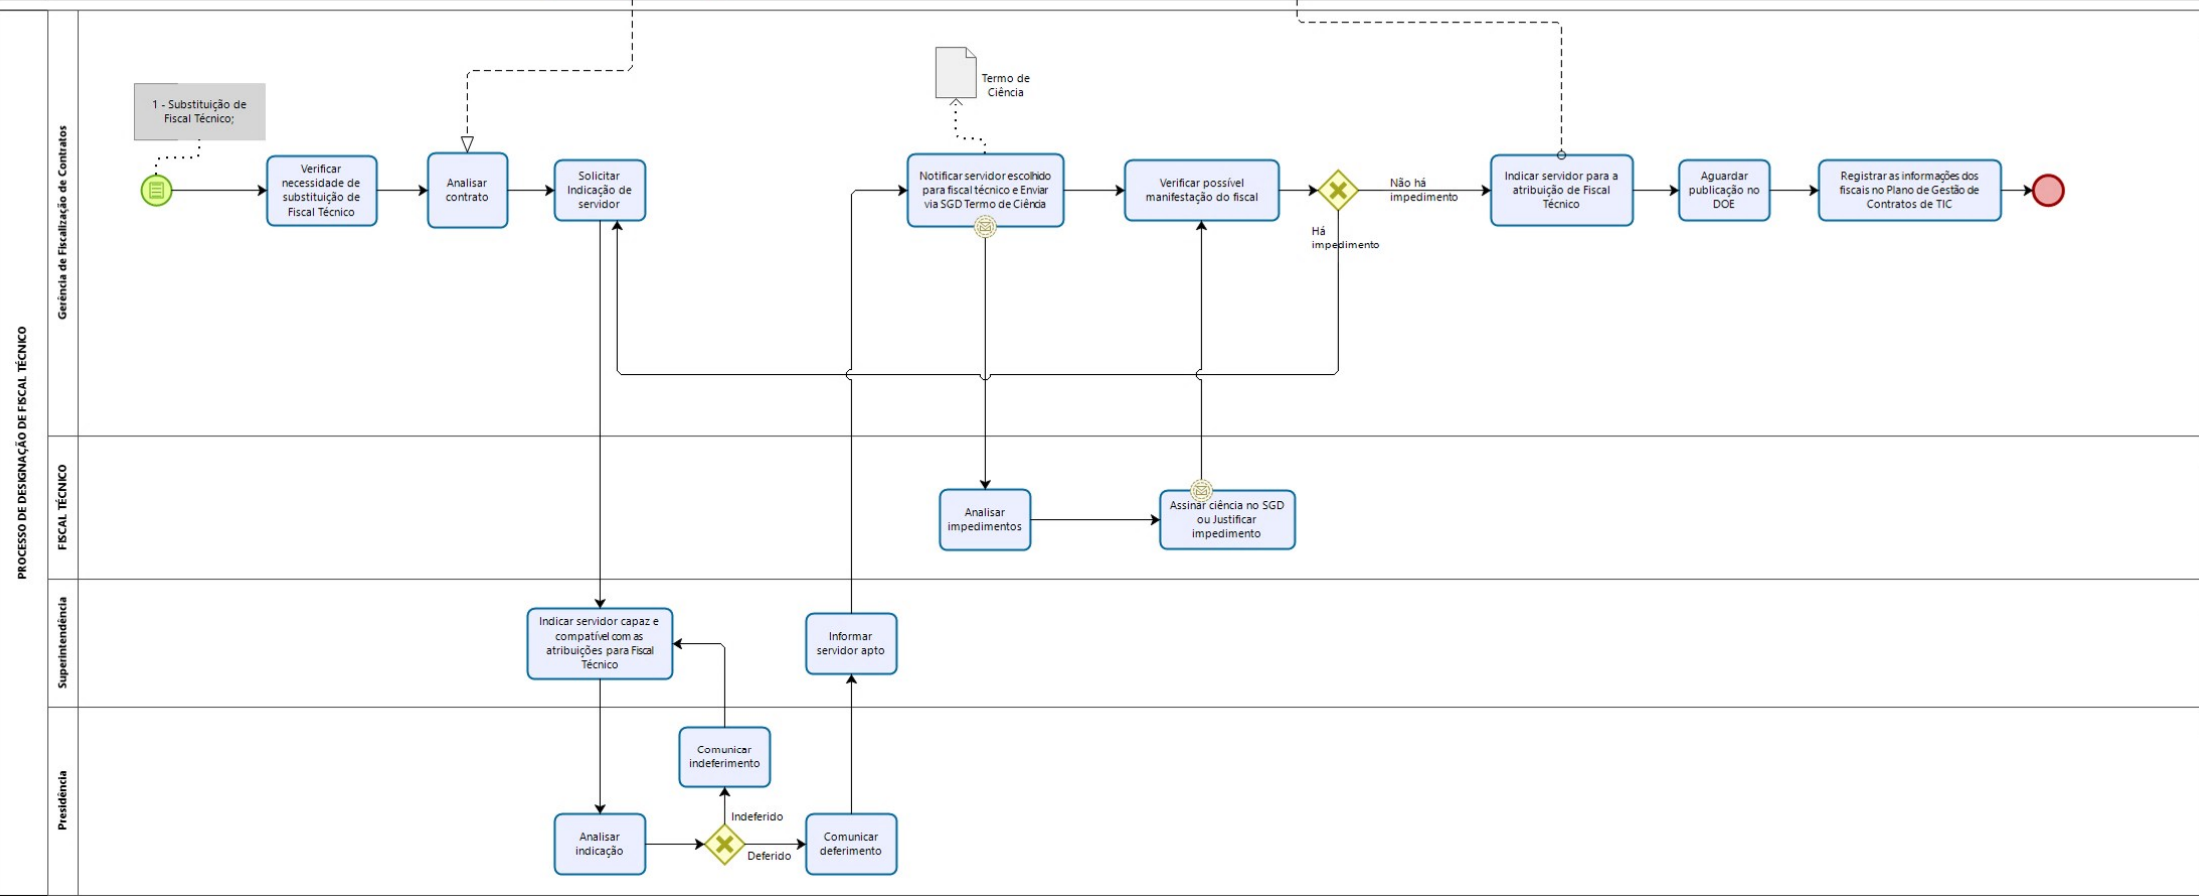 PROCESSO DE DESIGNAÇÃO DE FISCAL TÉCNICO
Gerência de Fiscalização de Contratos
1 - Substituição de
Fiscal Técnico;
Verificar
necessidade de
substituição de
Fiscal Técnico
Analisar
contrato
Solicitar
Indicação de
servidor
Termo de
Ciência
Notificar servidor escolhido
para fiscal técnico e Enviar
via SGD Termo de Ciência
Verificar possível
manifestação do fiscal
Não há
impedimento
Há
impedimento
Indicar servidor para a
atribuição de Fiscal
Técnico
Aguardar
publicação no
DOE
Registrar as informações dos
fiscais no Plano de Gestão de
Contratos de TIC
FISCAL TÉCNICO
Analisar
impedimentos
Assinar ciência no SGD
ou Justificar
impedimento
Superintendência
Indicar servidor capaz e
compatível com as
atribuições para Fiscal
Técnico
Informar
servidor apto
Presidência
Comunicar
indeferimento
Analisar
indicação
Indeferido
Deferido
Comunicar
deferimento